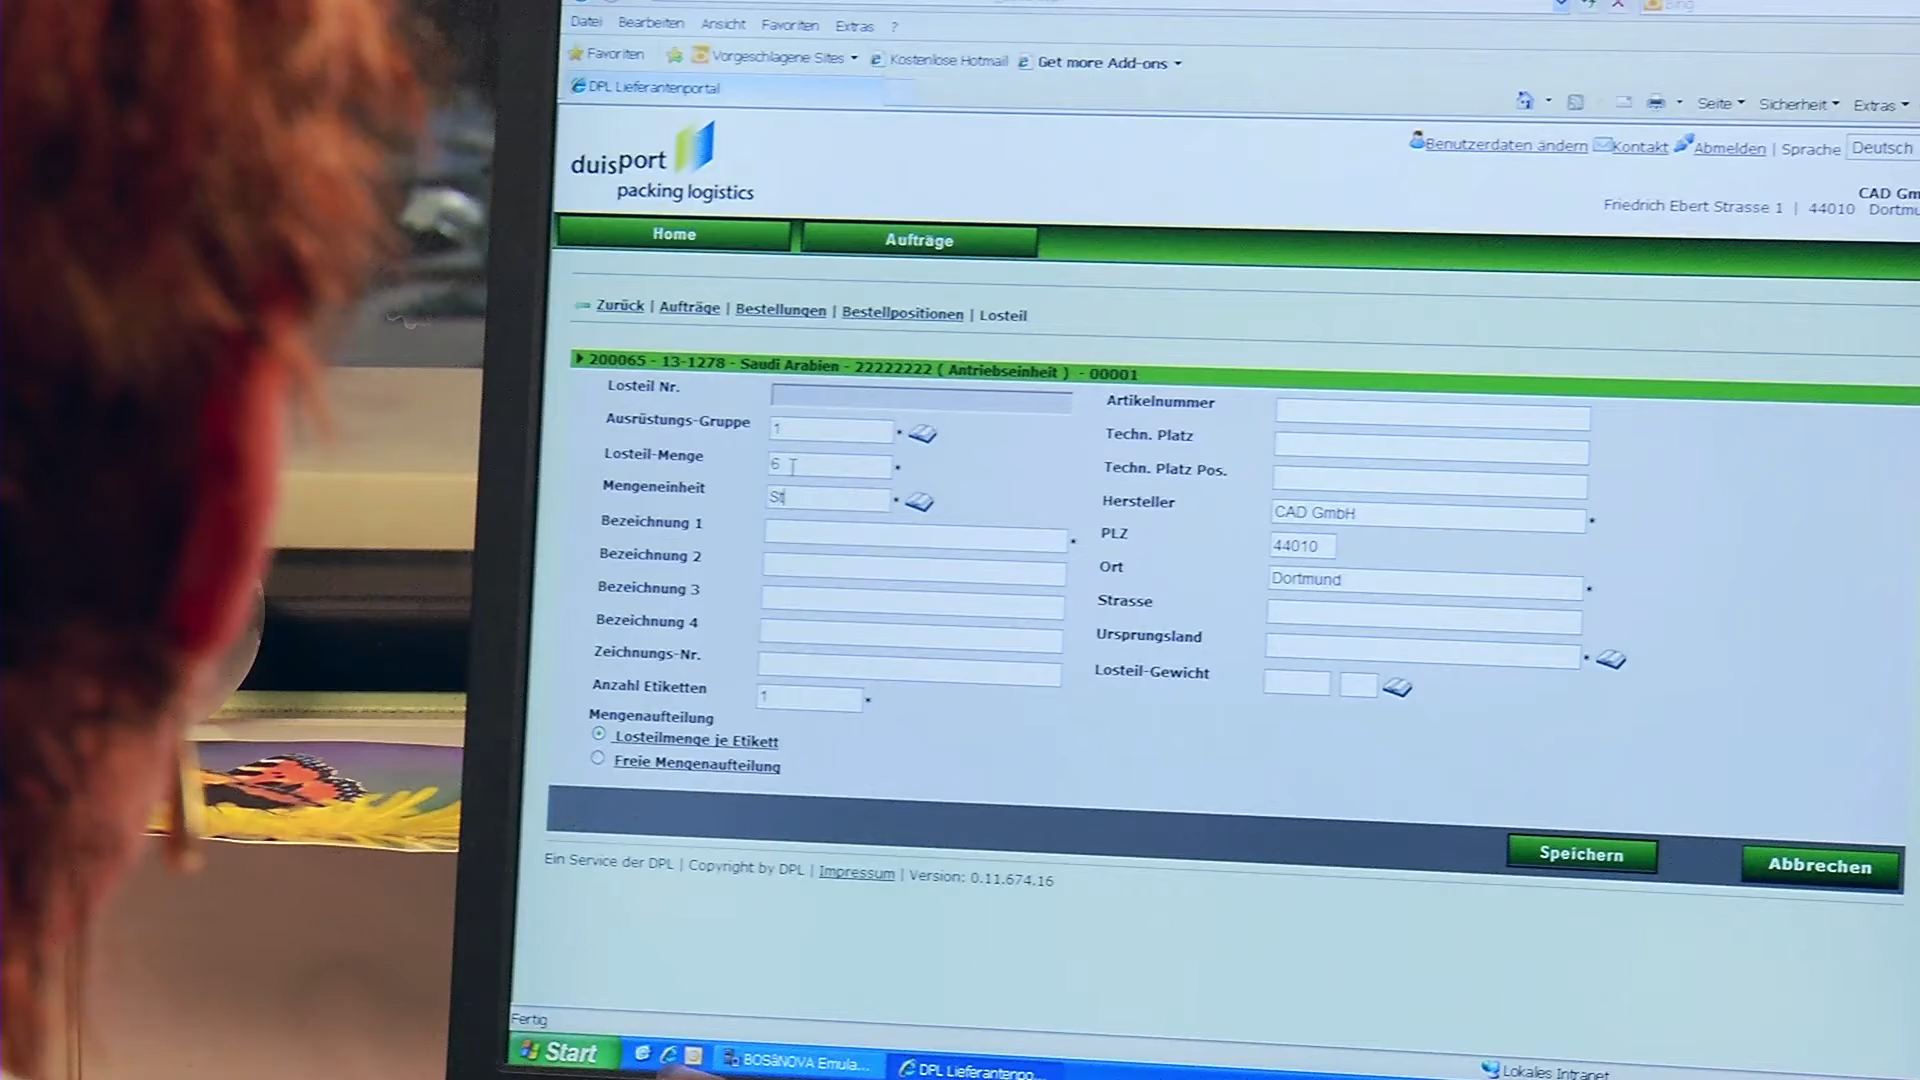 Bing
Datei Bearbeiten Ansicht Favoriten Extras ?
Favoriten Vorgeschlagene Sites Kostenlose Hotmail Get more Add-ons
DPL Lieferantenportal
Seite Sicherheit Extras
duisport
packing logistics
Benutzerdaten ändern Kontakt Abmelden | Sprache Deutsch
CAD Gm
Friedrich Ebert Strasse 1 | 44010 Dortmu
Home Aufträge
Zurück | Aufträge | Bestellungen | Bestellpositionen | Losteil
200065 - 13-1278 - Saudi Arabien - 22222222 ( Antriebseinheit ) - 00001
Losteil Nr.
Ausrüstungs-Gruppe 1 *
Losteil-Menge 6 *
Mengeneinheit St *
Bezeichnung 1 *
Bezeichnung 2
Bezeichnung 3
Bezeichnung 4
Zeichnungs-Nr.
Anzahl Etiketten 1 *
Mengenaufteilung
Losteilmenge je Etikett
Freie Mengenaufteilung
Artikelnummer
Techn. Platz
Techn. Platz Pos.
Hersteller CAD GmbH *
PLZ 44010
Ort Dortmund *
Strasse
Ursprungsland *
Losteil-Gewicht
Speichern Abbrechen
Ein Service der DPL | Copyright by DPL | Impressum | Version: 0.11.674.16
Fertig
Lokales Intranet
Start BOSâNOVA Emula... DPL Lieferantenpo...